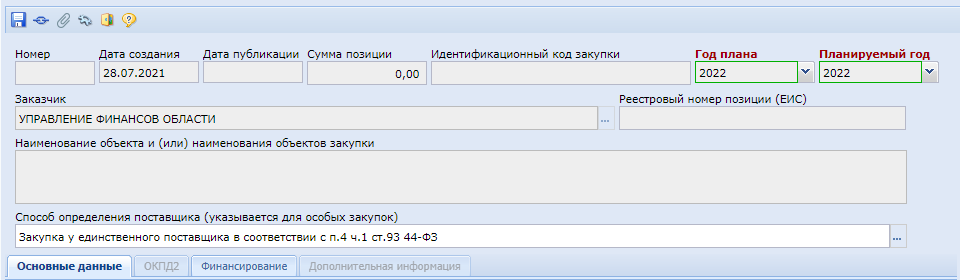 Номер Дата создания Дата публикации Сумма позиции Идентификационный код закупки Год плана Планируемый год
28.07.2021 0,00 2022 2022
Заказчик Реестровый номер позиции (ЕИС)
УПРАВЛЕНИЕ ФИНАНСОВ ОБЛАСТИ ...
Наименование объекта и (или) наименования объектов закупки
Способ определения поставщика (указывается для особых закупок)
Закупка у единственного поставщика в соответствии с п.4 ч.1 ст.93 44-ФЗ ...
Основные данные ОКПД2 Финансирование Дополнительная информация